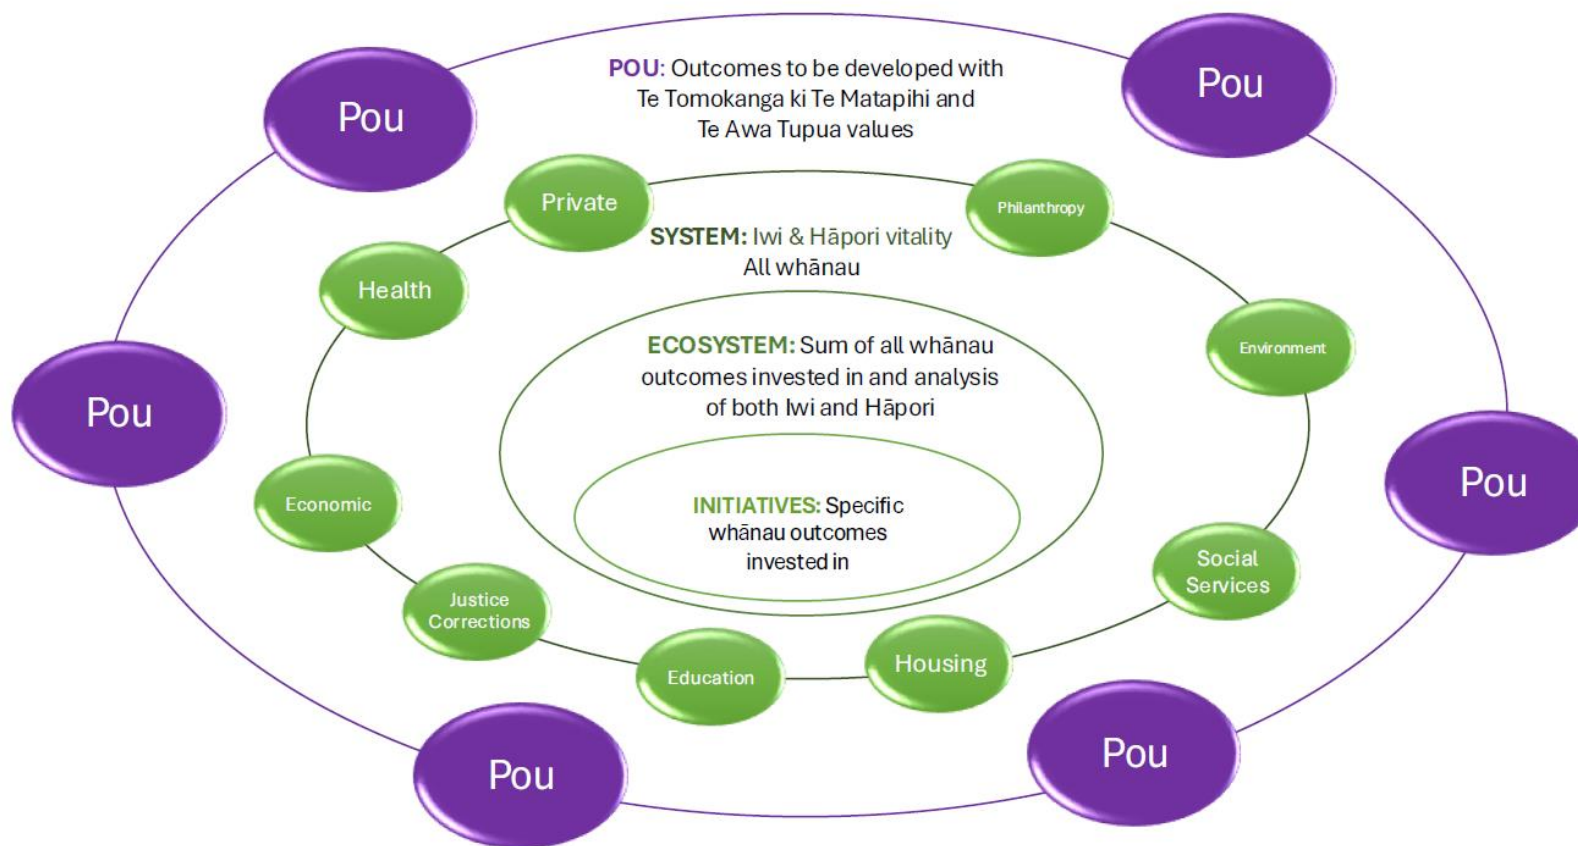 Pou
Pou
POU: Outcomes to be developed with
Te Tomokanga ki Te Matapihi and
Te Awa Tupua values
Private
Philanthropy
SYSTEM: Iwi & Hāpori vitality
All whānau
Health
Environment
ECOSYSTEM: Sum of all whānau
outcomes invested in and analysis
of both Iwi and Hāpori
Pou
Pou
Economic
INITIATIVES: Specific
whānau outcomes
invested in
Social
Services
Justice
Corrections
Education
Housing
Pou
Pou